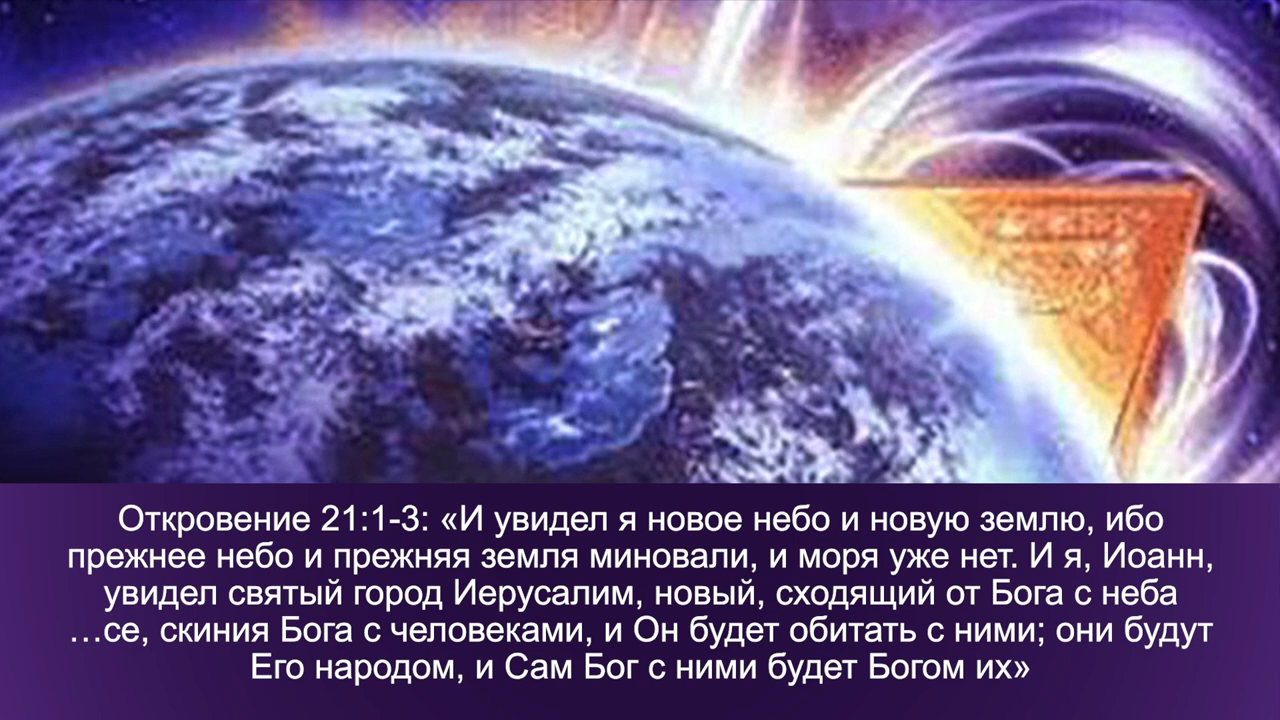 Откровение 21:1-3: «И увидел я новое небо и новую землю, ибо
прежнее небо и прежняя земля миновали, и моря уже нет. И я, Иоанн,
увидел святый город Иерусалим, новый, сходящий от Бога с неба
…се, скиния Бога с человеками, и Он будет обитать с ними; они будут
Его народом, и Сам Бог с ними будет Богом их»